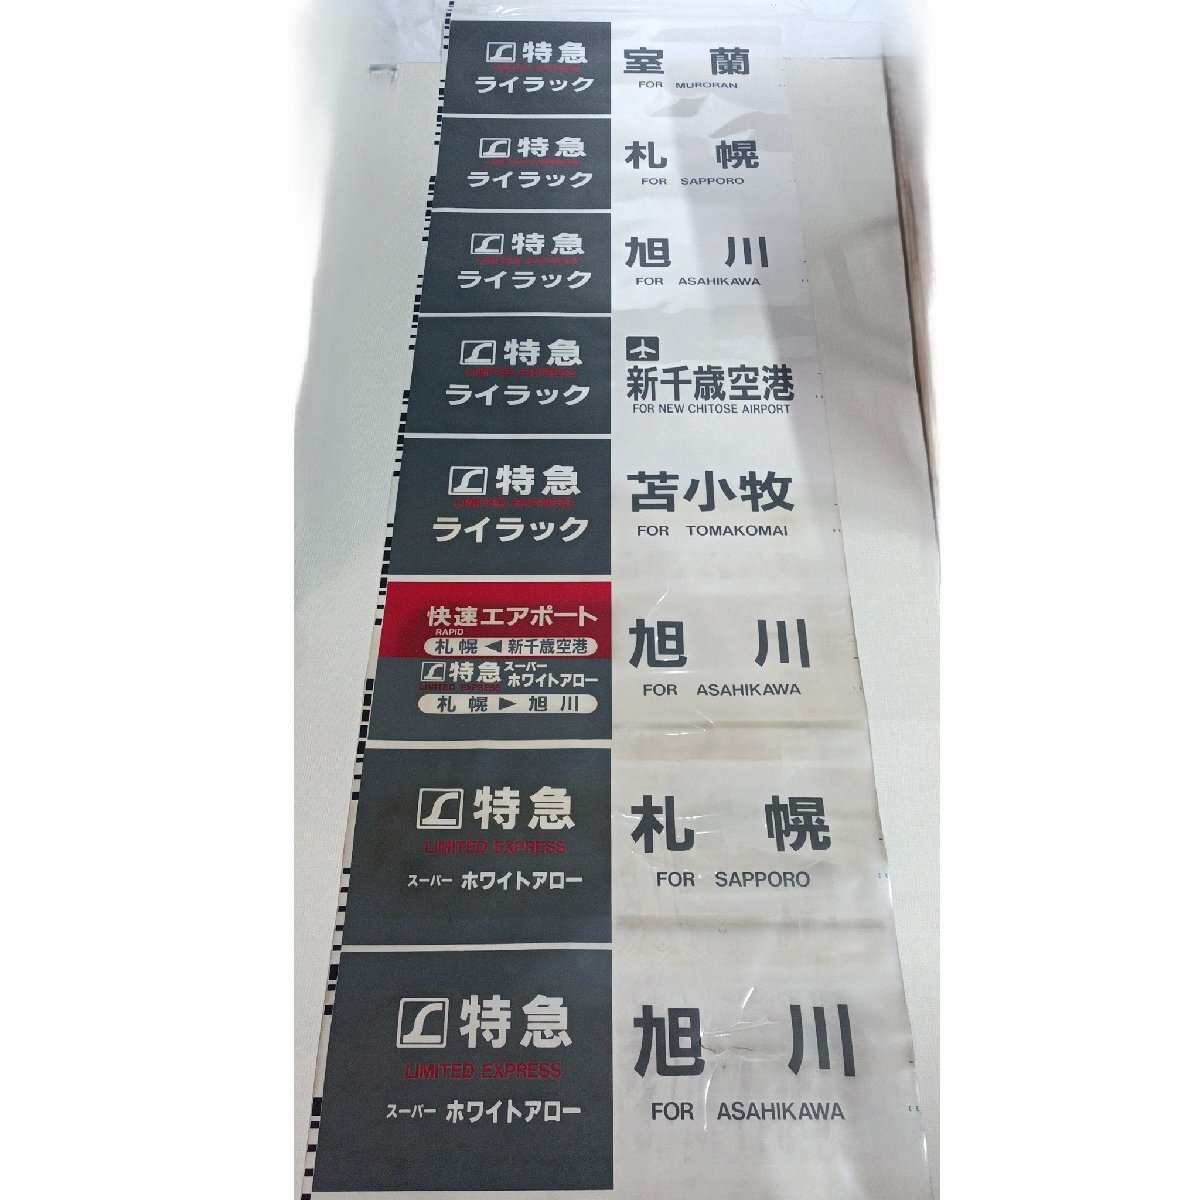 特急
LIMITED EXPRESS
ライラック
室蘭
FOR MURORAN
特急
LIMITED EXPRESS
ライラック
札幌
FOR SAPPORO
特急
LIMITED EXPRESS
ライラック
旭川
FOR ASAHIKAWA
特急
LIMITED EXPRESS
ライラック
新千歳空港
FOR NEW CHITOSE AIRPORT
特急
LIMITED EXPRESS
ライラック
苫小牧
FOR TOMAKOMAI
快速エアポート
RAPID
札幌◀新千歳空港
特急スーパーホワイトアロー
LIMITED EXPRESS
札幌▶旭川
旭川
FOR ASAHIKAWA
特急
LIMITED EXPRESS
スーパーホワイトアロー
札幌
FOR SAPPORO
特急
LIMITED EXPRESS
スーパーホワイトアロー
旭川
FOR ASAHIKAWA